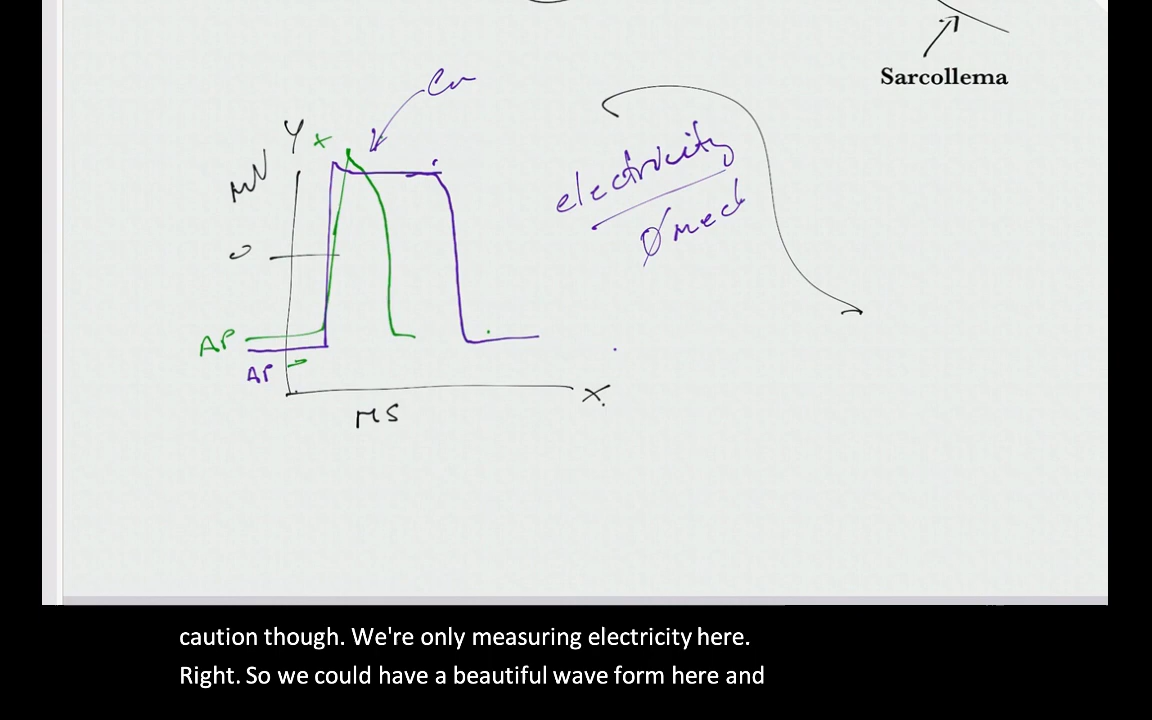 Sarcollema
Ca
Y +
mV
0
electricity
Ø mech
AP
AP -
MS
X
caution though. We're only measuring electricity here.
Right. So we could have a beautiful wave form here and